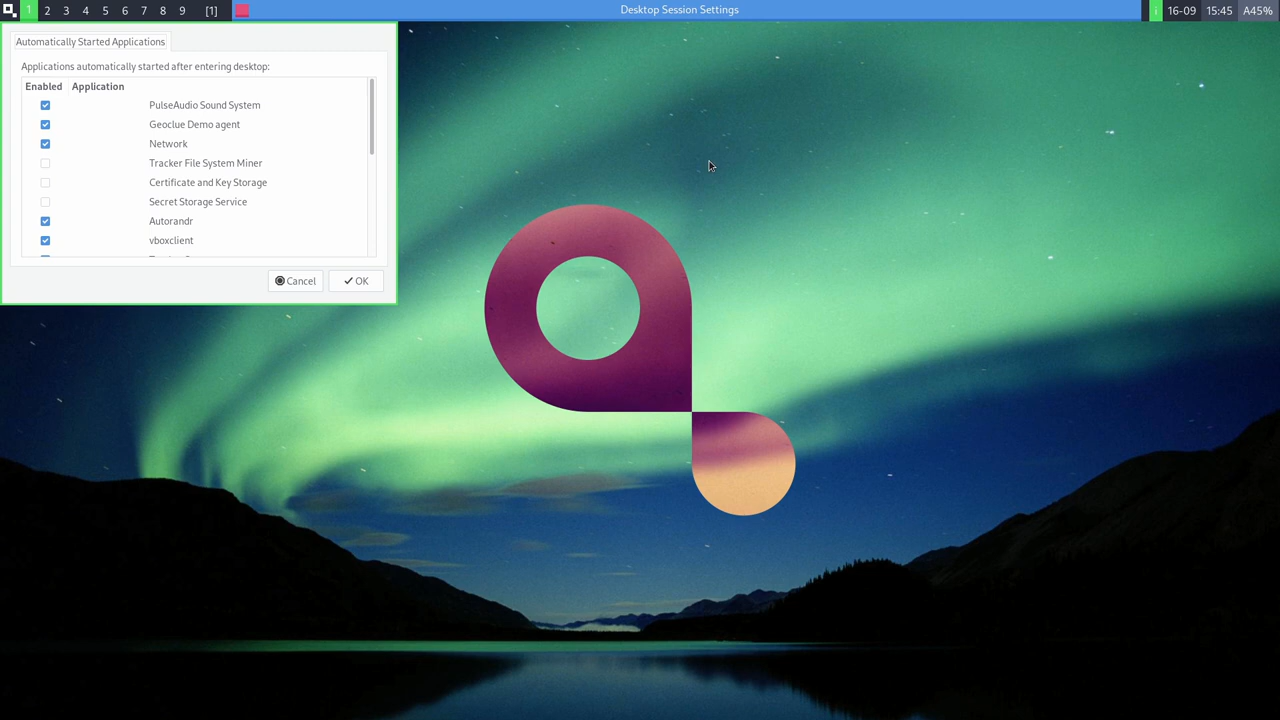 1 2 3 4 5 6 7 8 9 [1] Desktop Session Settings i 16-09 15:45 A45%
Automatically Started Applications
Applications automatically started after entering desktop:
Enabled Application
PulseAudio Sound System
Geoclue Demo agent
Network
Tracker File System Miner
Certificate and Key Storage
Secret Storage Service
Autorandr
vboxclient
Cancel OK